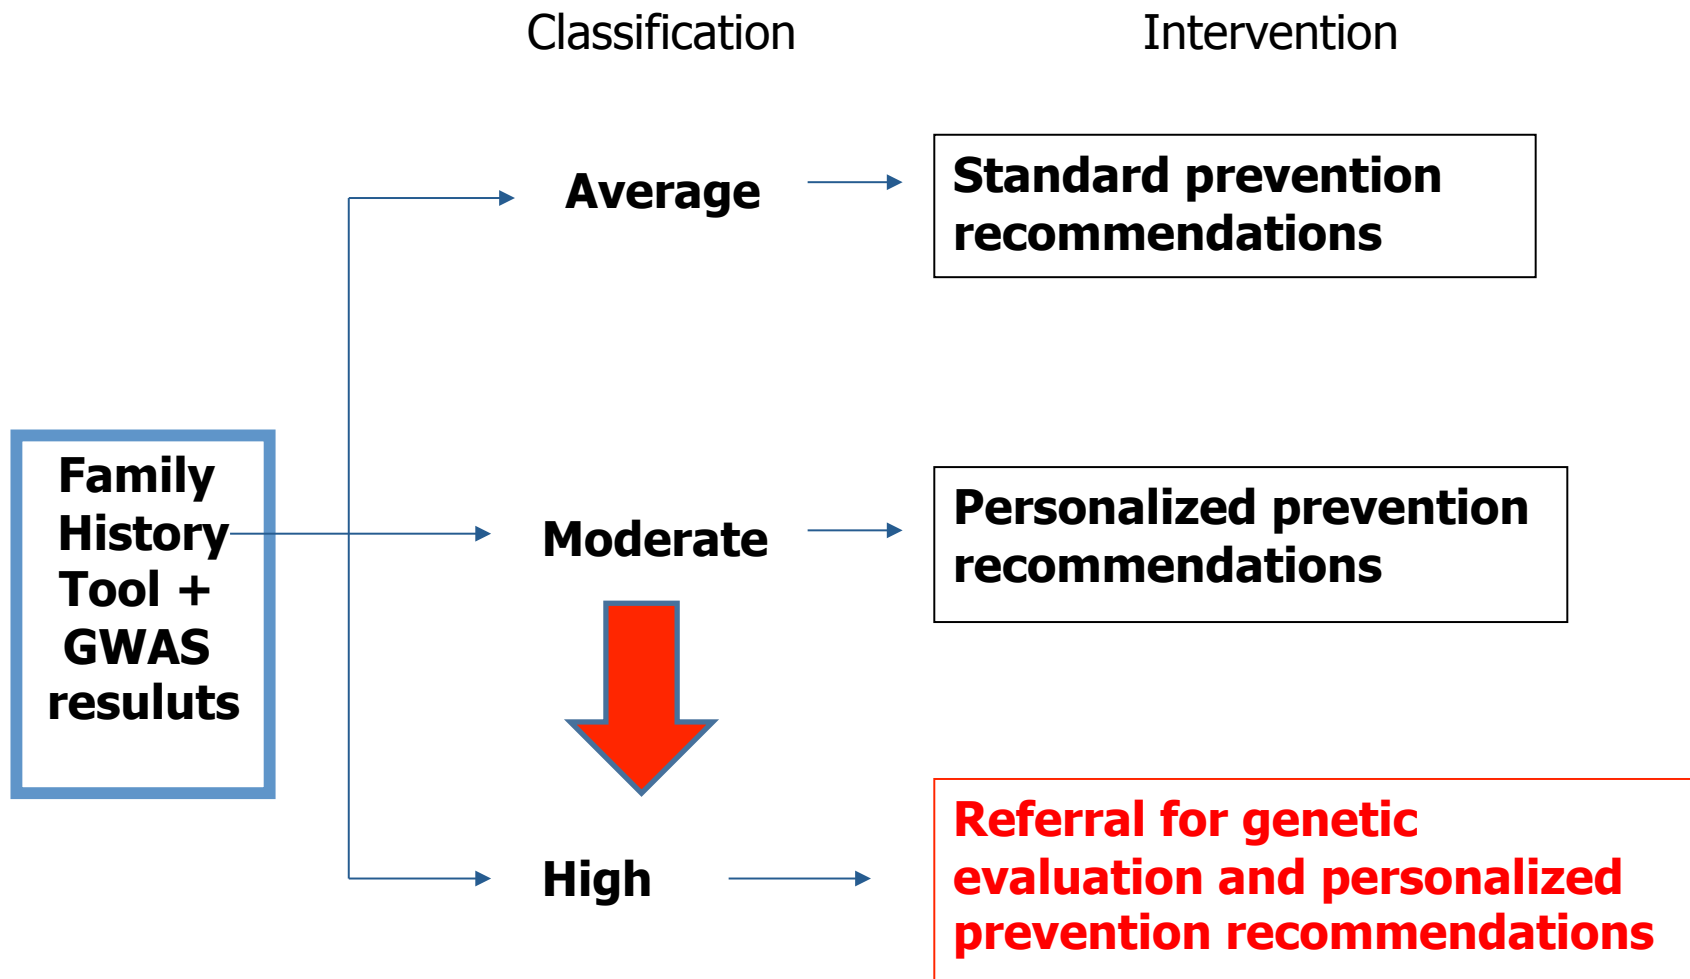 Classification
Intervention
Average
Standard prevention
recommendations
Family
History
Tool +
GWAS
resuluts
Moderate
Personalized prevention
recommendations
High
Referral for genetic
evaluation and personalized
prevention recommendations